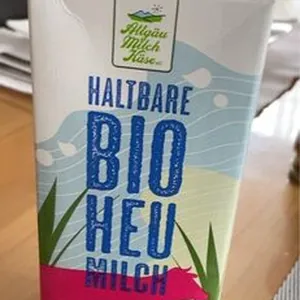 Allgäu
Milch
Käse
HALTBARE
BIO
HEU
MILCH